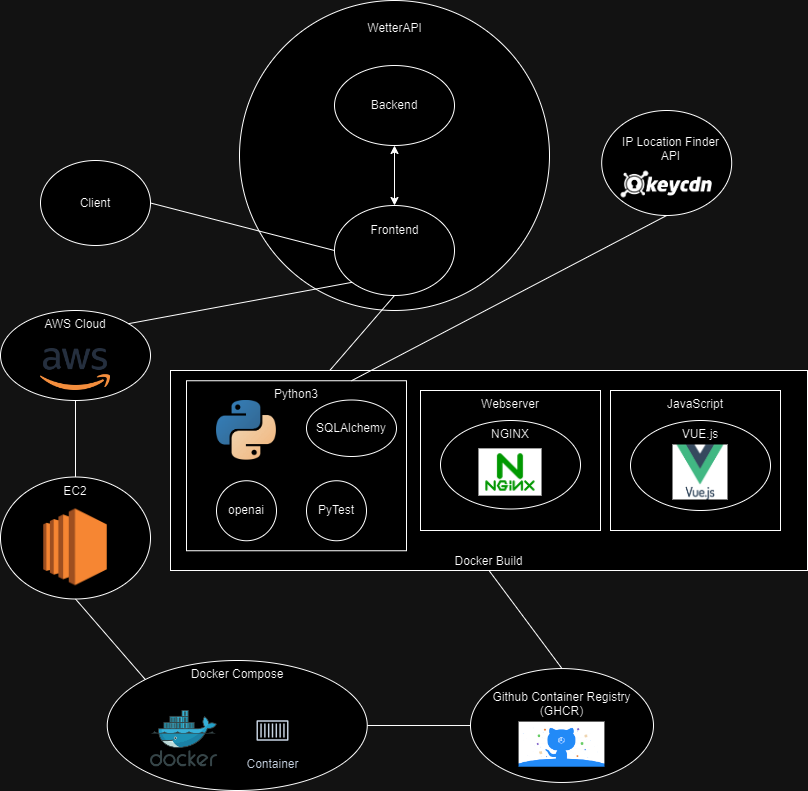 WetterAPI
Backend
IP Location Finder
API
keycdn
Client
Frontend
AWS Cloud
aws
Python3
SQLAlchemy
openai
PyTest
Webserver
NGINX
NGiNX
JavaScript
VUE.js
Vue.js
EC2
Docker Build
Docker Compose
docker
Container
Github Container Registry
(GHCR)